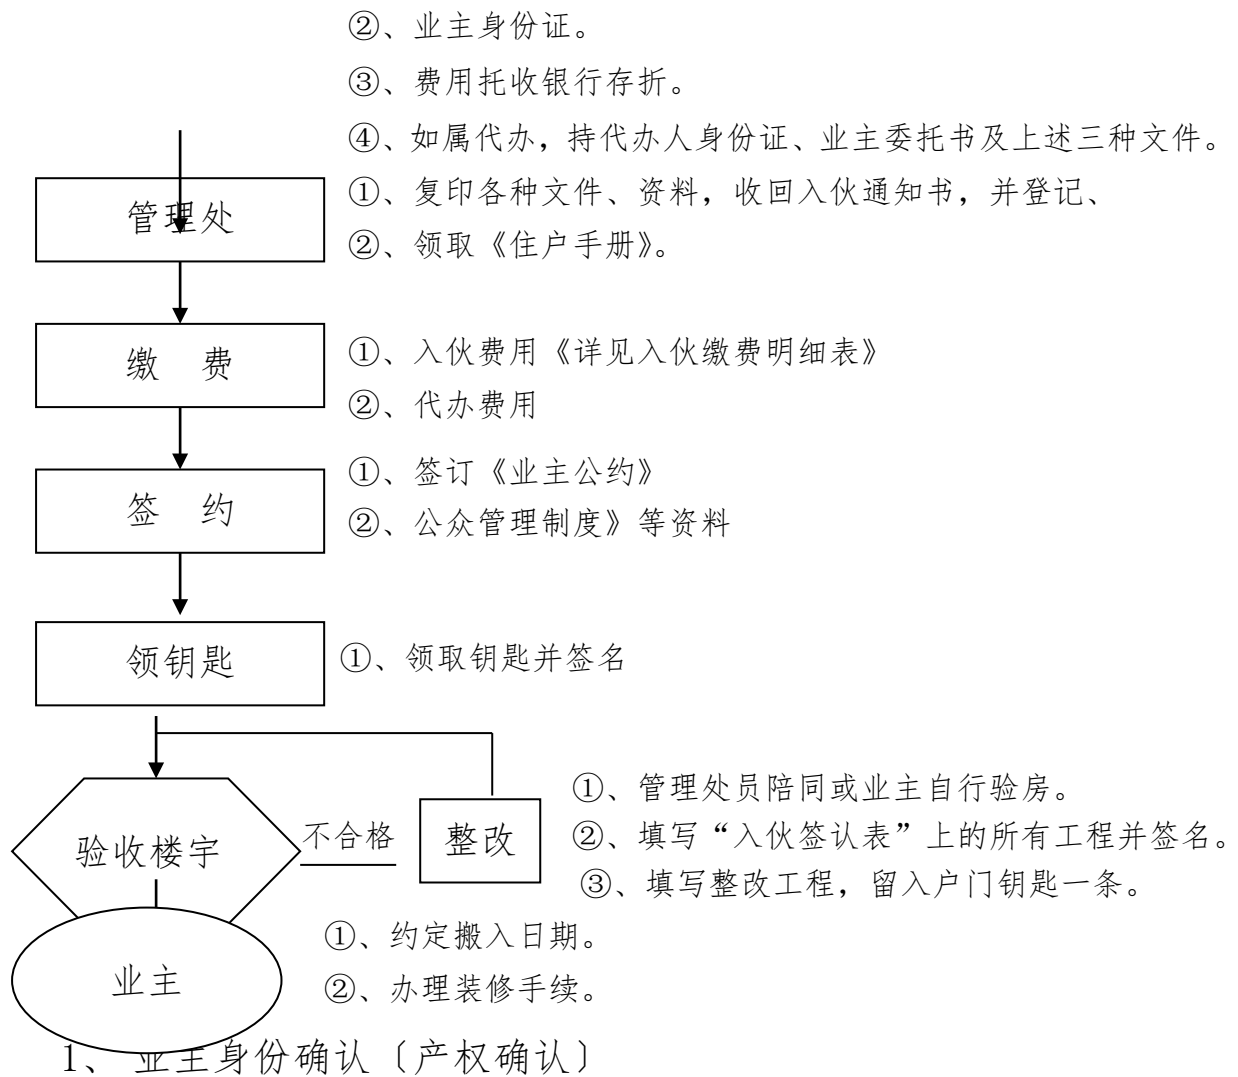 ②、业主身份证。
③、费用托收银行存折。
④、如属代办，持代办人身份证、业主委托书及上述三种文件。
管理处
①、复印各种文件、资料，收回入伙通知书，并登记、
②、领取《住户手册》。
缴 费
①、入伙费用《详见入伙缴费明细表》
②、代办费用
签 约
①、签订《业主公约》
②、公众管理制度》等资料
领钥匙
①、领取钥匙并签名
验收楼宇
不合格
整改
①、管理处员陪同或业主自行验房。
②、填写“入伙签认表”上的所有工程并签名。
③、填写整改工程，留入户门钥匙一条。
业主
①、约定搬入日期。
②、办理装修手续。
1、 业主身份确认〔产权确认〕